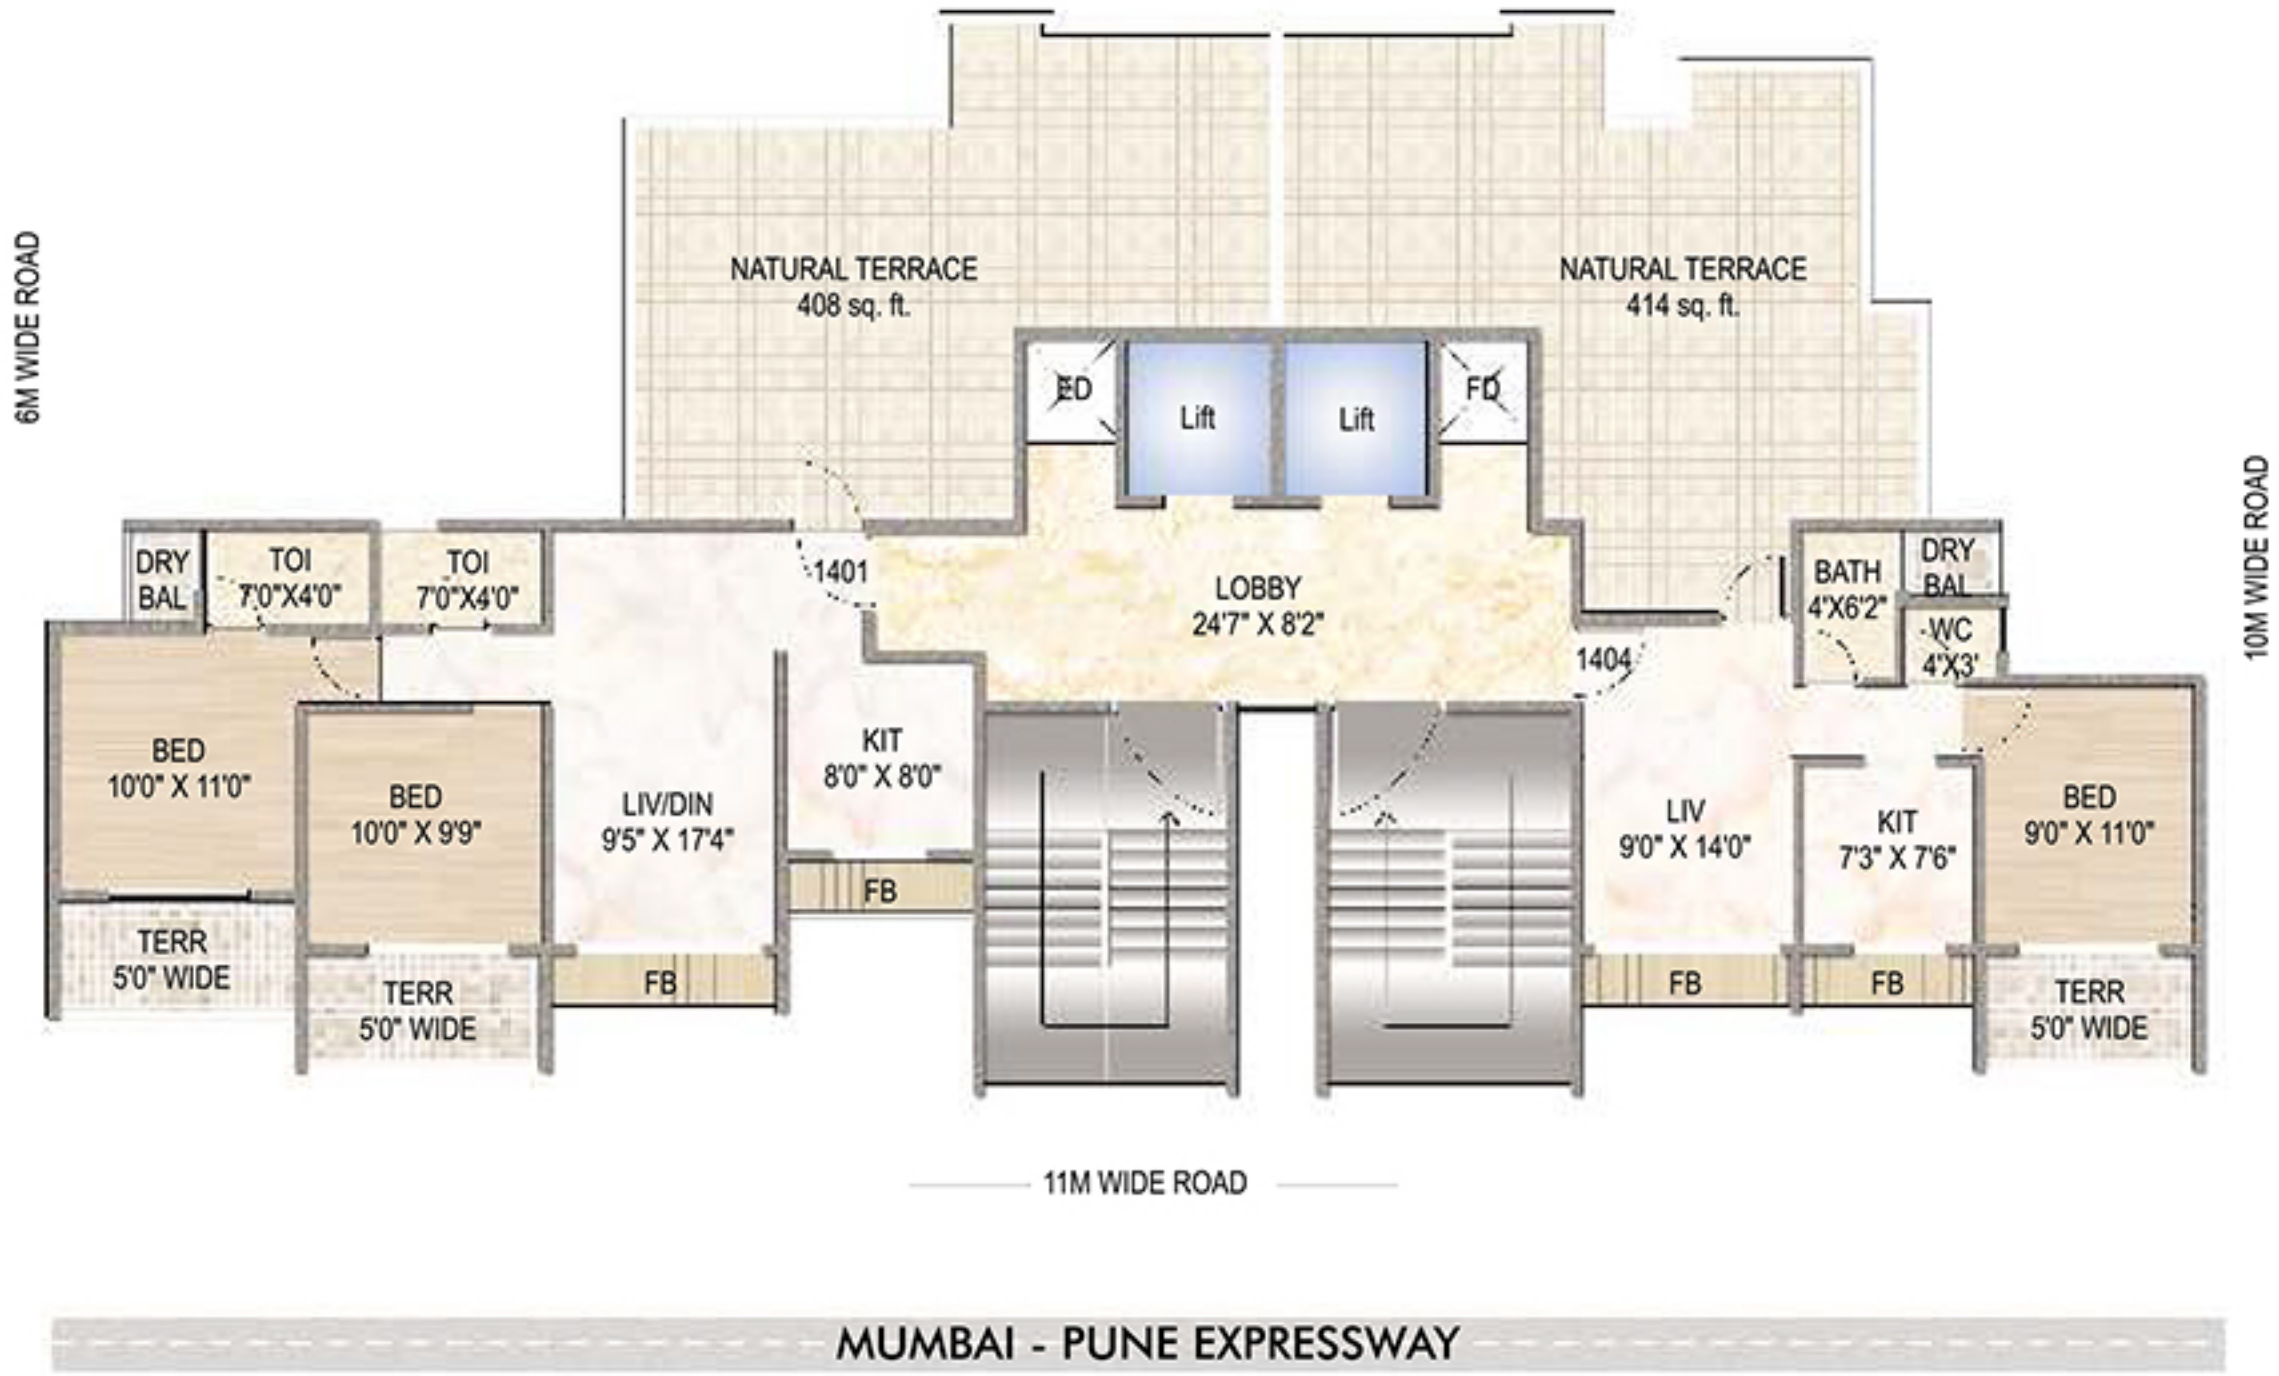 6M WIDE ROAD
NATURAL TERRACE
408 sq. ft.
NATURAL TERRACE
414 sq. ft.
ED
Lift
Lift
FD
10M WIDE ROAD
DRY
BAL
TOI
7'0"X4'0"
TOI
7'0"X4'0"
1401
LOBBY
24'7" X 8'2"
1404
BATH
4'X6'2"
DRY
BAL
WC
4'X3'
BED
10'0" X 11'0"
BED
10'0" X 9'9"
LIV/DIN
9'5" X 17'4"
KIT
8'0" X 8'0"
FB
LIV
9'0" X 14'0"
KIT
7'3" X 7'6"
BED
9'0" X 11'0"
TERR
5'0" WIDE
TERR
5'0" WIDE
FB
FB
FB
TERR
5'0" WIDE
11M WIDE ROAD
MUMBAI - PUNE EXPRESSWAY